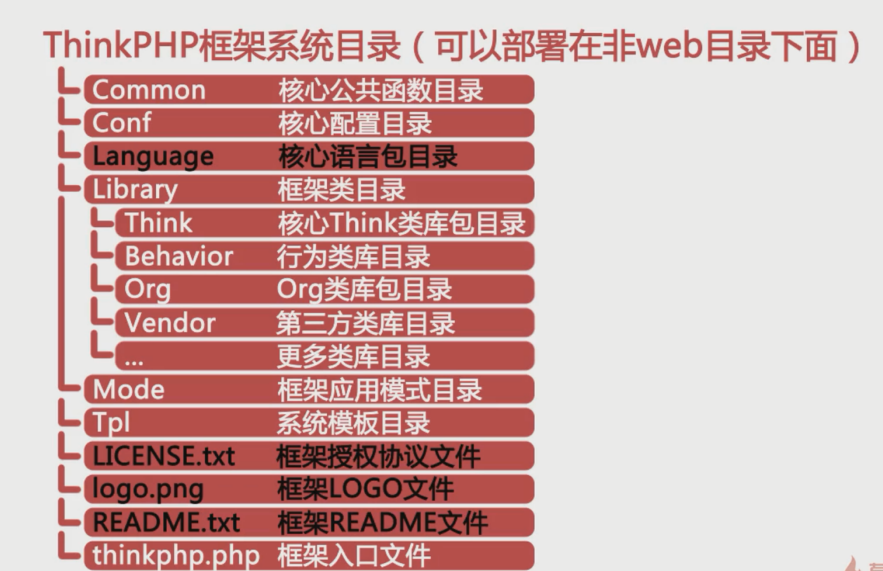 ThinkPHP框架系统目录（可以部署在非web目录下面）
Common 核心公共函数目录
Conf 核心配置目录
Language 核心语言包目录
Library 框架类目录
Think 核心Think类库包目录
Behavior 行为类库目录
Org Org类库包目录
Vendor 第三方类库目录
... 更多类库目录
Mode 框架应用模式目录
Tpl 系统模板目录
LICENSE.txt 框架授权协议文件
logo.png 框架LOGO文件
README.txt 框架README文件
thinkphp.php 框架入口文件